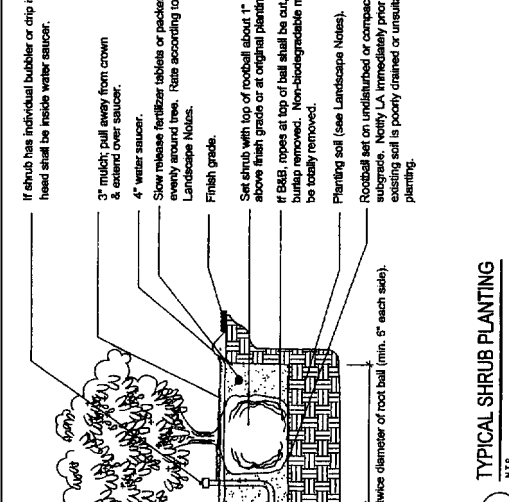 If shrub has individual bubbler or drip i
head shall be inside water saucer.
3" mulch; pull away from crown
& extend over saucer.
4" water saucer.
Slow release fertilizer tablets or packe
evenly around tree. Rate according to
Landscape Notes.
Finish grade.
Set shrub with top of rootball about 1"
above finish grade or at original plantin
If B&B, ropes at top of ball shall be cut,
burlap removed. Non-biodegradable m
be totally removed.
Planting soil (see Landscape Notes).
Rootball set on undisturbed or compac
subgrade. Notify LA immediately prior
existing soil is poorly drained or unsuita
planting.
wice diameter of root ball (min. 6" each side).
TYPICAL SHRUB PLANTING
NTS